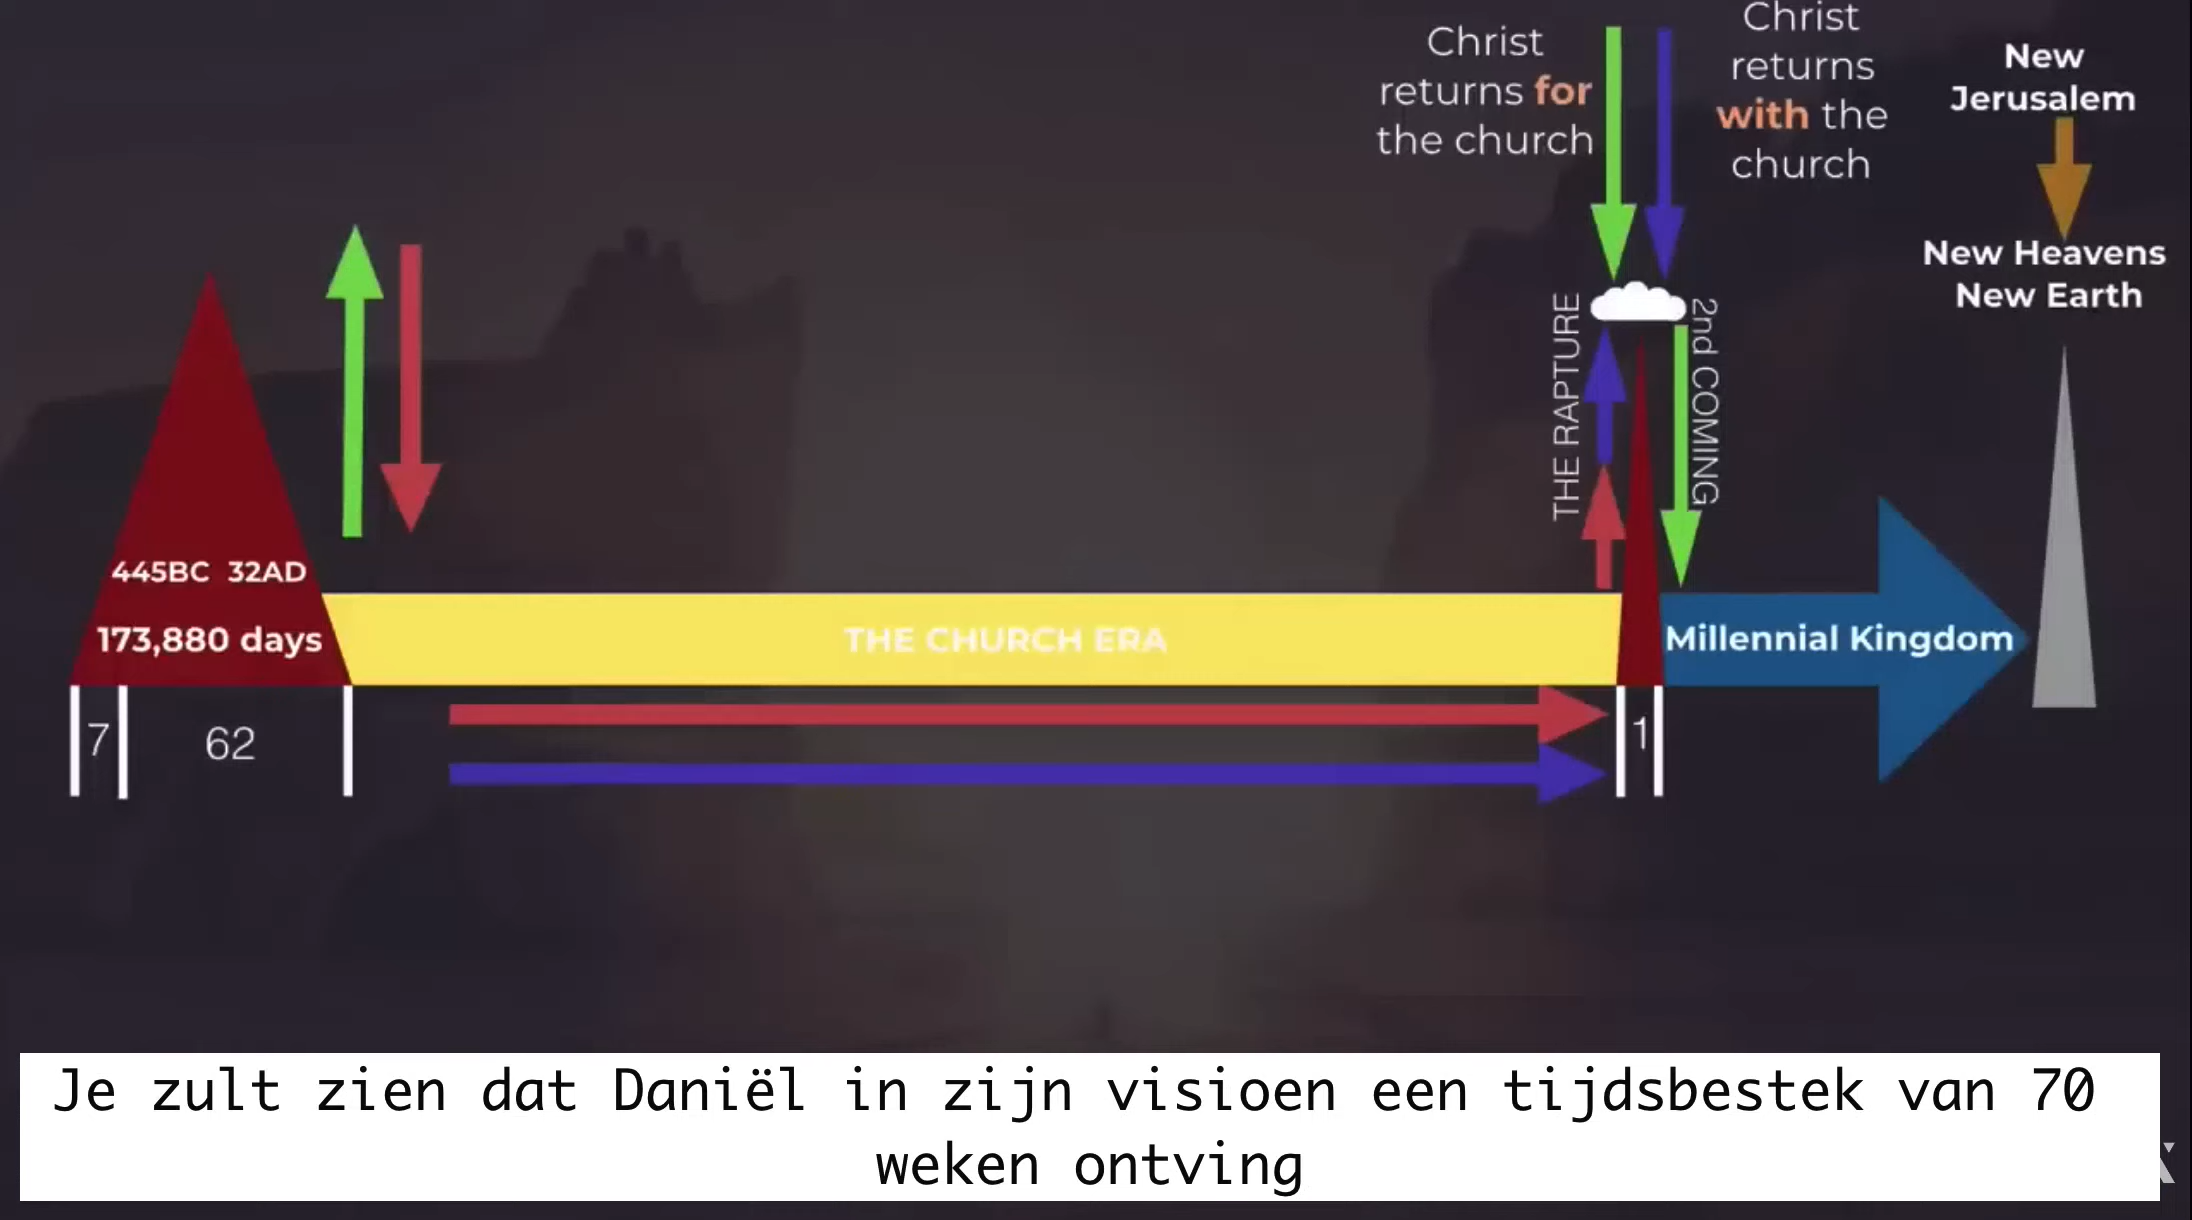 Christ
returns for
the church
Christ
returns
with the
church
New
Jerusalem
New Heavens
New Earth
THE RAPTURE
2nd COMING
445BC 32AD
173,880 days
THE CHURCH ERA
Millennial Kingdom
7
62
1
Je zult zien dat Daniël in zijn visioen een tijdsbestek van 70
weken ontving